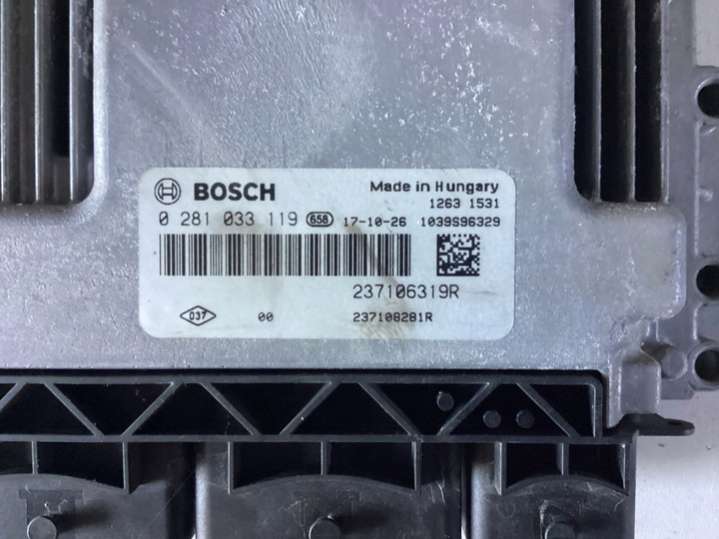 BOSCH Made in Hungary
1263 1531
0 281 033 119 658 17-10-26 1039S96329
237106319R
037 00 237108281R